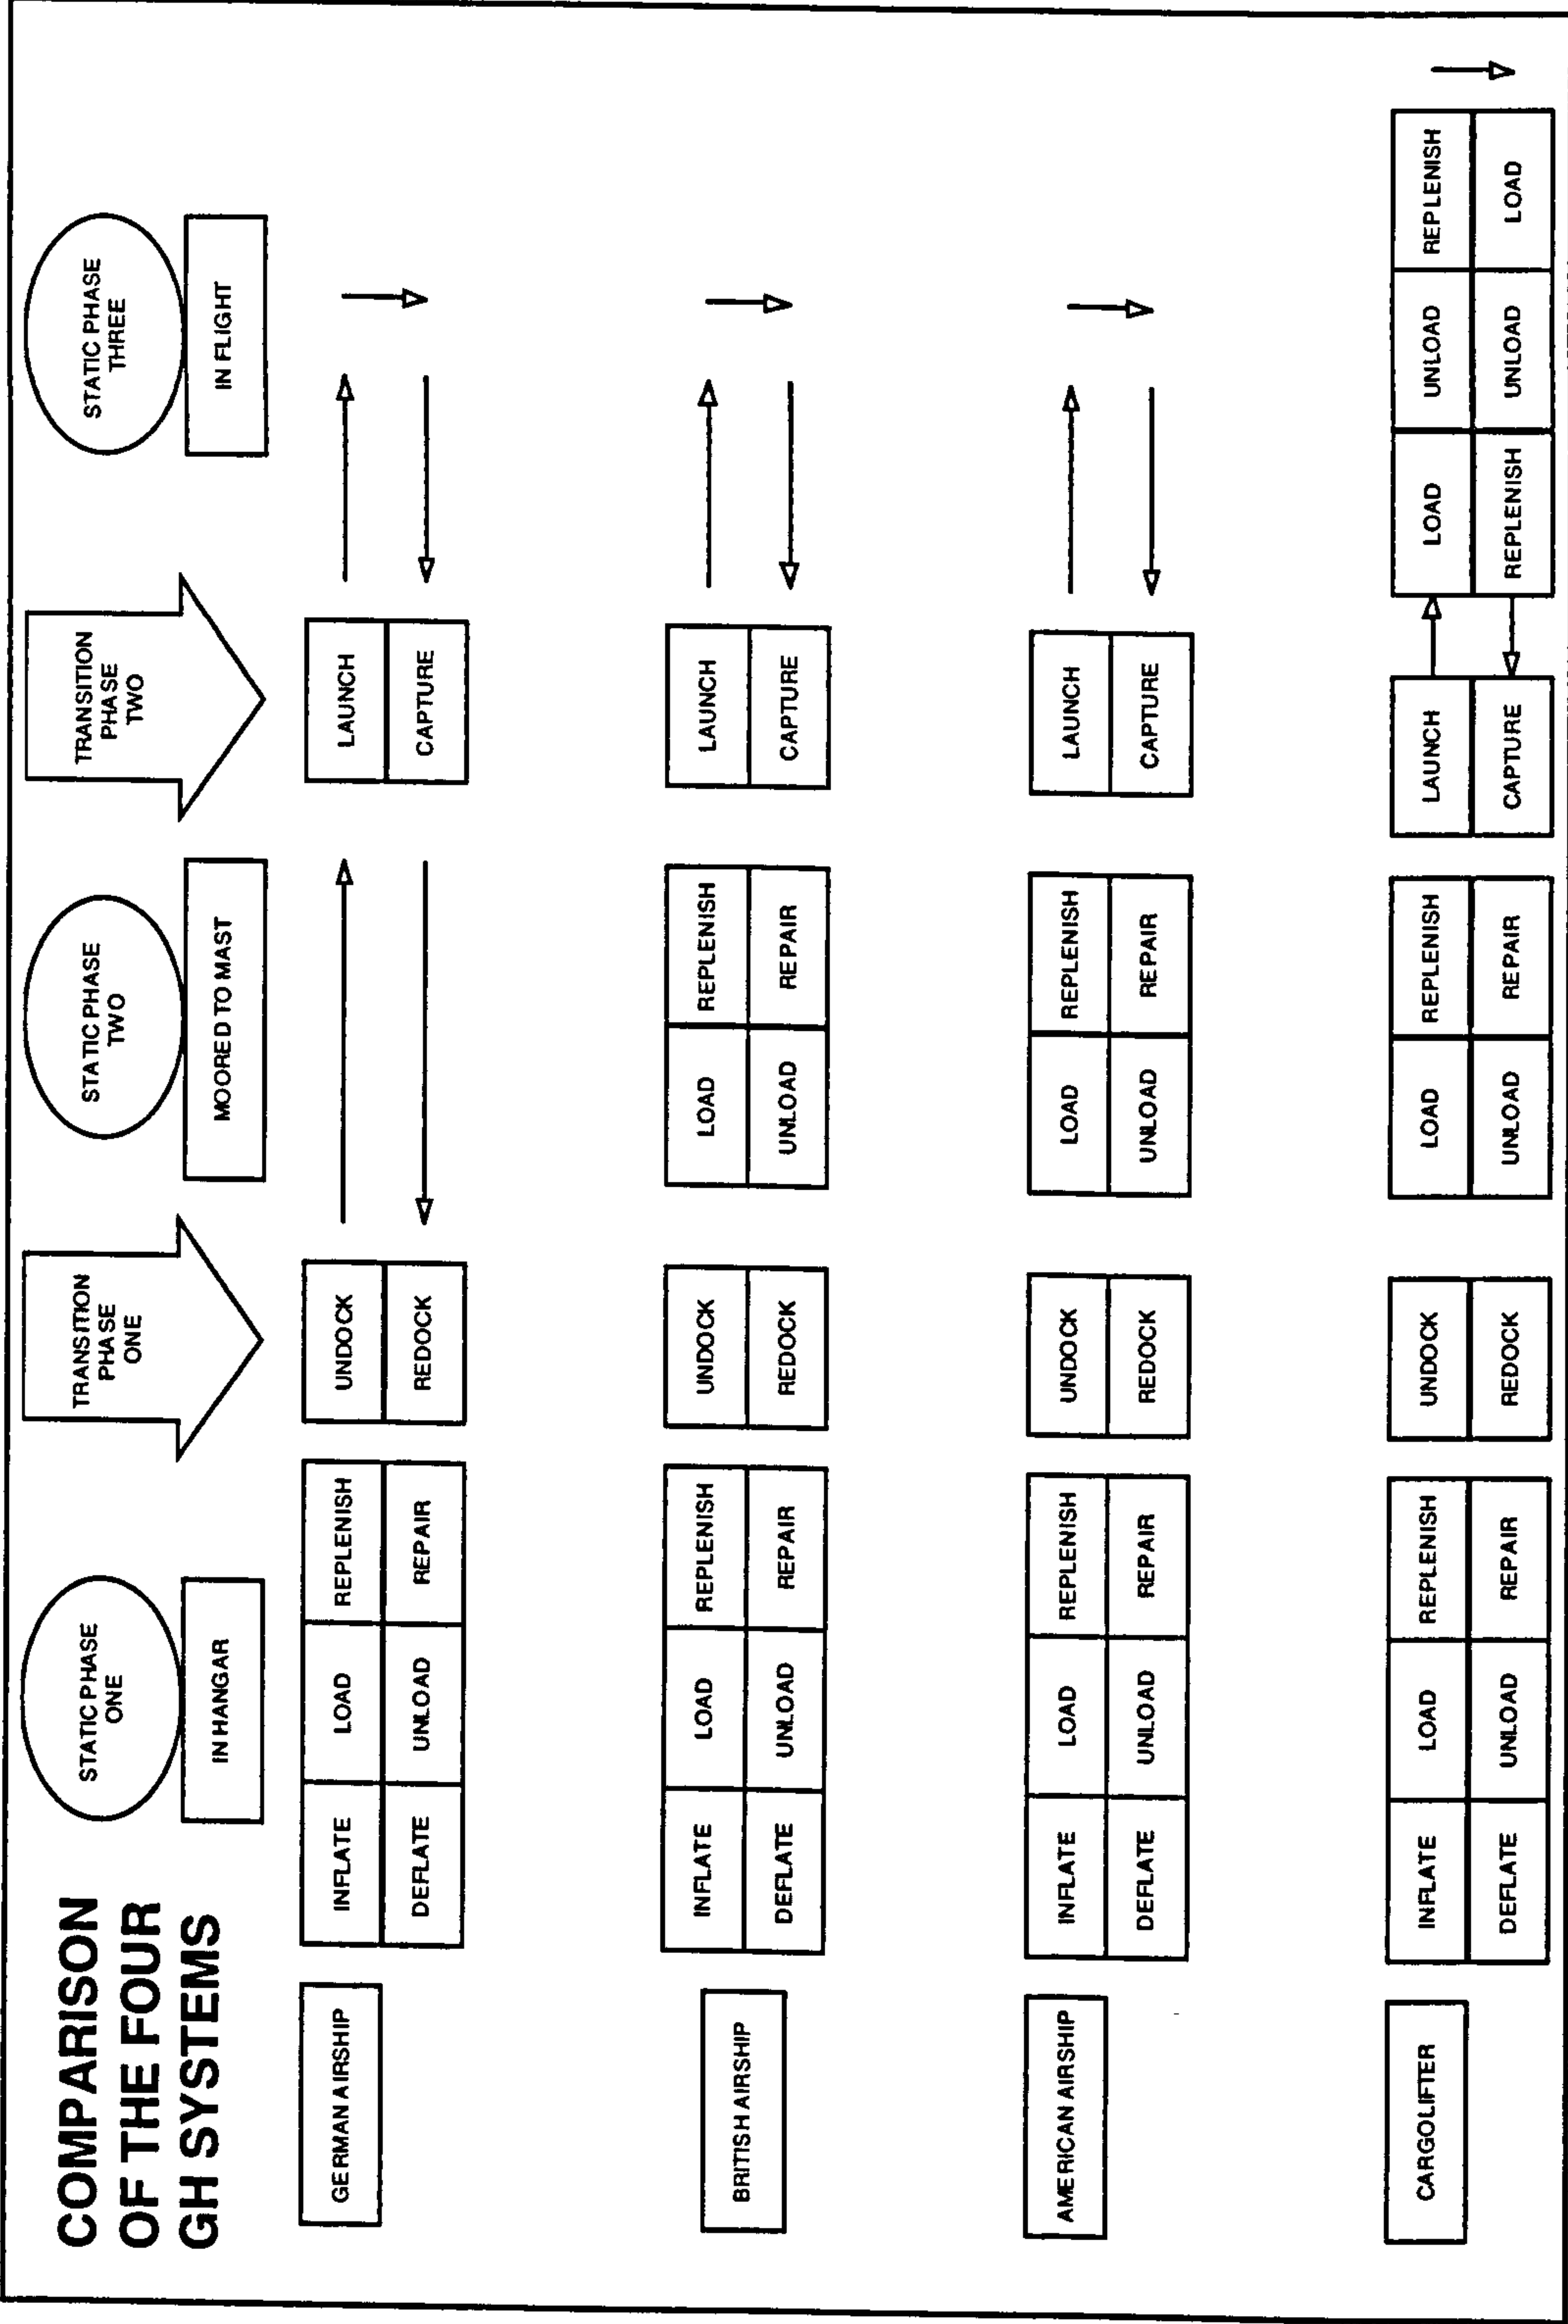 COMPARISON
OF THE FOUR
GH SYSTEMS
STATIC PHASE
ONE
IN HANGAR
TRANSITION
PHASE
ONE
STATIC PHASE
TWO
MOORED TO MAST
TRANSITION
PHASE
TWO
STATIC PHASE
THREE
IN FLIGHT
GERMAN AIRSHIP
INFLATE LOAD REPLENISH UNDOCK LAUNCH
DEFLATE UNLOAD REPAIR REDOCK CAPTURE
BRITISH AIRSHIP
INFLATE LOAD REPLENISH UNDOCK LOAD REPLENISH LAUNCH
DEFLATE UNLOAD REPAIR REDOCK UNLOAD REPAIR CAPTURE
AMERICAN AIRSHIP
INFLATE LOAD REPLENISH UNDOCK LOAD REPLENISH LAUNCH
DEFLATE UNLOAD REPAIR REDOCK UNLOAD REPAIR CAPTURE
CARGOLIFTER
INFLATE LOAD REPLENISH UNDOCK LOAD REPLENISH LAUNCH LOAD UNLOAD REPLENISH
DEFLATE UNLOAD REPAIR REDOCK UNLOAD REPAIR CAPTURE REPLENISH UNLOAD LOAD